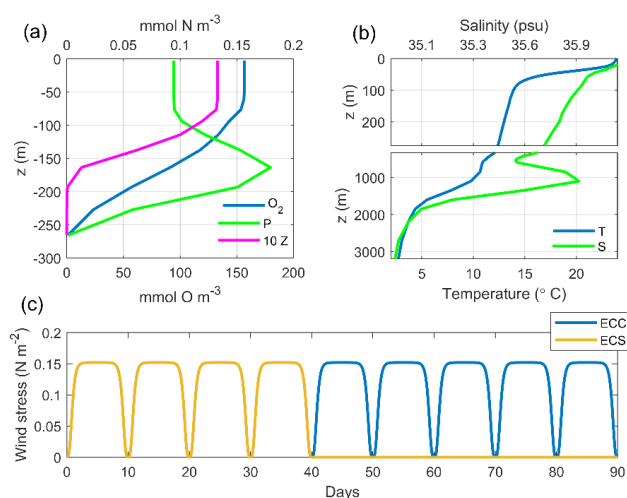 (a)
mmol N m⁻³
0 0.05 0.1 0.15 0.2
0
-50
-100
-150
-200
-250
-300
z (m)
O₂
P
10 Z
0 50 100 150 200
mmol O m⁻³
(b)
Salinity (psu)
35.1 35.3 35.6 35.9
0
100
200
z (m)
1000
2000
3000
z (m)
T
S
5 10 15 20
Temperature (° C)
(c)
ECC
ECS
0.2
0.15
0.1
0.05
0
Wind stress (N m⁻²)
0 10 20 30 40 50 60 70 80 90
Days